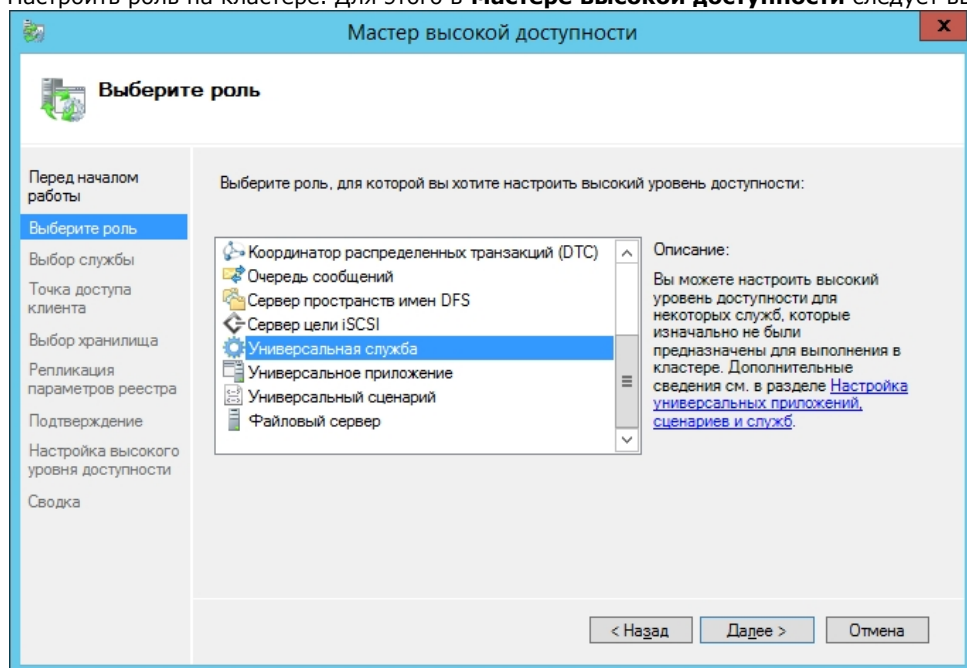 настроить роль на кластере. Для этого в Мастере высокой доступности следует
Мастер высокой доступности
x
Выберите роль
Перед началом
работы
Выберите роль, для которой вы хотите настроить высокий уровень доступности:
Выберите роль
Выбор службы
Точка доступа
клиента
Выбор хранилища
Репликация
параметров реестра
Подтверждение
Настройка высокого
уровня доступности
Сводка
Координатор распределенных транзакций (DTC)
Очередь сообщений
Сервер пространств имен DFS
Сервер цели iSCSI
Универсальная служба
Универсальное приложение
Универсальный сценарий
Файловый сервер
Описание:
Вы можете настроить высокий
уровень доступности для
некоторых служб, которые
изначально не были
предназначены для выполнения в
кластере. Дополнительные
сведения см. в разделе Настройка
универсальных приложений,
сценариев и служб.
< Назад
Далее >
Отмена